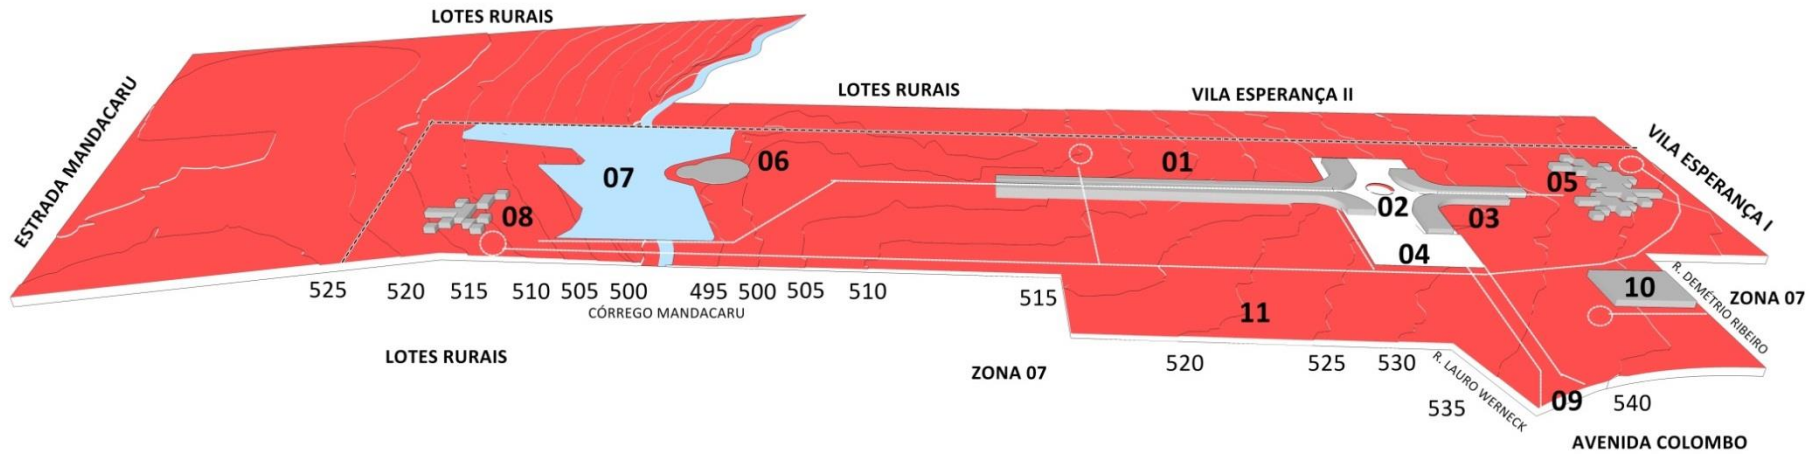 LOTES RURAIS
LOTES RURAIS
VILA ESPERANÇA II
ESTRADA MANDACARU
VILA ESPERANÇA I
01
06
07
05
02
03
08
04
10
R. DEMÉTRIO RIBEIRO
ZONA 07
525
520
515
510
505
500
495
500
505
510
515
CÓRREGO MANDACARU
11
LOTES RURAIS
ZONA 07
520
525
530
R. LAURO WERNECK
535
09
540
AVENIDA COLOMBO